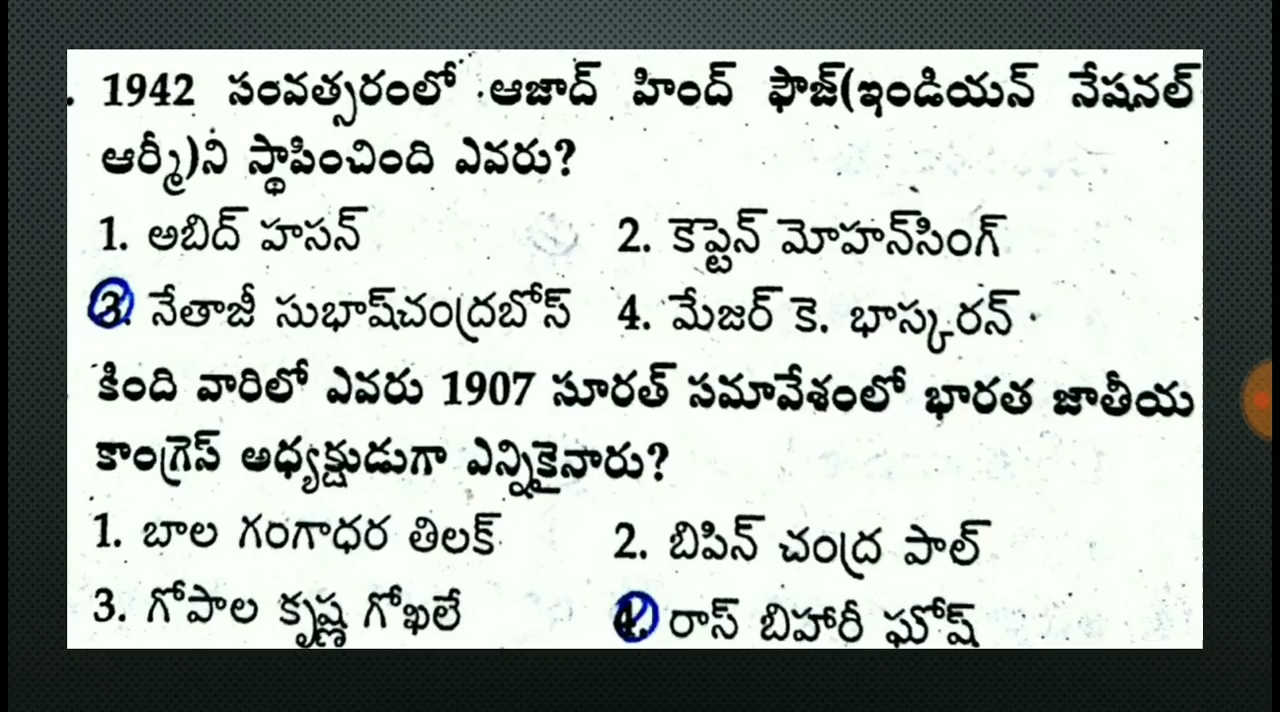 . 1942 సంవత్సరంలో ఆజాద్ హింద్ ఫౌజ్(ఇండియన్ నేషనల్
ఆర్మీ)ని స్థాపించింది ఎవరు?
1. అబిద్ హసన్ 2. కెప్టెన్ మోహన్‌సింగ్
3. నేతాజీ సుభాష్‌చంద్రబోస్ 4. మేజర్ కె. భాస్కరన్
కింది వారిలో ఎవరు 1907 సూరత్ సమావేశంలో భారత జాతీయ
కాంగ్రెస్ అధ్యక్షుడుగా ఎన్నికైనారు?
1. బాల గంగాధర తిలక్ 2. బిపిన్ చంద్ర పాల్
3. గోపాల కృష్ణ గోఖలే 4. రాస్ బిహారీ ఘోష్